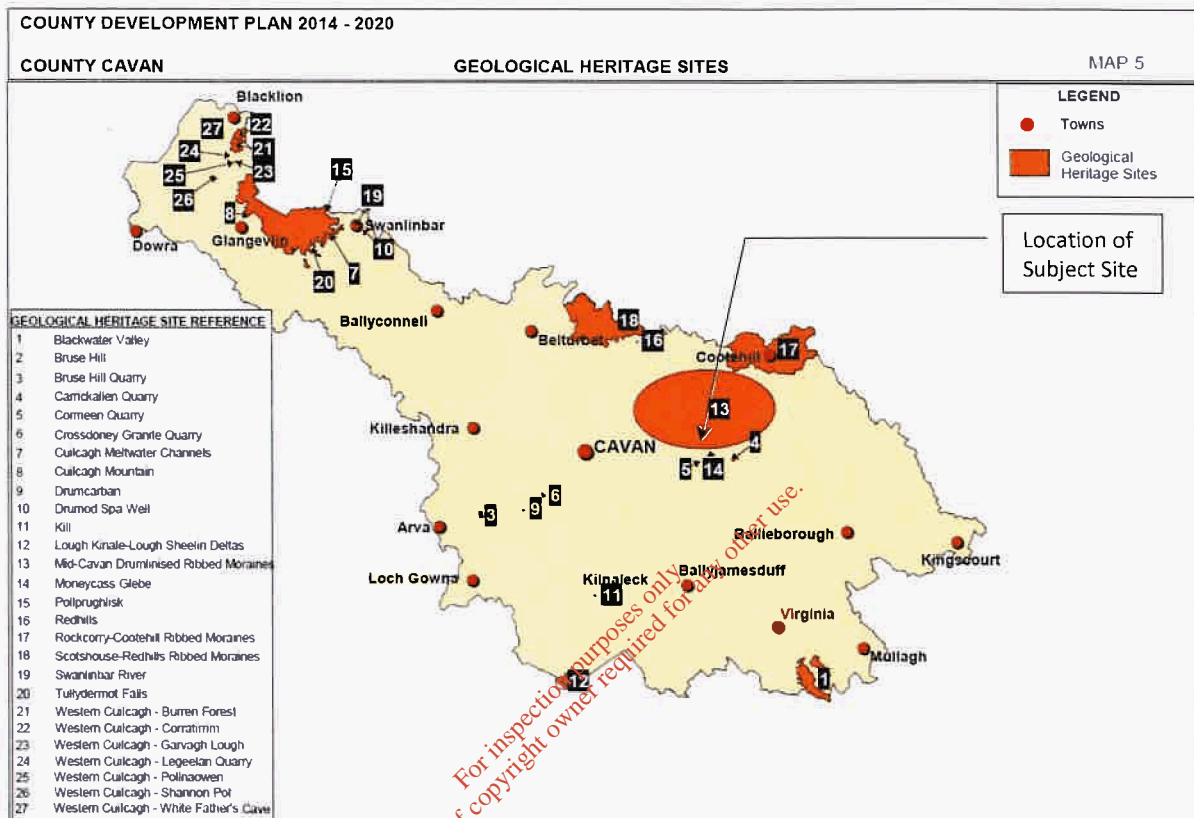 COUNTY DEVELOPMENT PLAN 2014 - 2020
COUNTY CAVAN
GEOLOGICAL HERITAGE SITES
MAP 5
LEGEND
Towns
Geological
Heritage Sites
Location of
Subject Site
Blacklion
27
22
21
24
25
23
26
15
19
8
Glangevlin
Swanlinbar
10
Dowra
7
20
Ballyconnell
Belturbet
18
16
Cootehill
17
13
Killeshandra
CAVAN
4
5
14
3
9
6
Arva
Loch Gowna
Kilnaleck
11
Ballyjamesduff
Bailieborough
Kingscourt
Virginia
Mullagh
12
1
GEOLOGICAL HERITAGE SITE REFERENCE
1 Blackwater Valley
2 Bruse Hill
3 Bruse Hill Quarry
4 Carrickallen Quarry
5 Cormeen Quarry
6 Crossdoney Granite Quarry
7 Cuilcagh Meltwater Channels
8 Cuilcagh Mountain
9 Drumcarban
10 Drumod Spa Well
11 Kill
12 Lough Kinale-Lough Sheelin Deltas
13 Mid-Cavan Drumlinised Ribbed Moraines
14 Moneycass Glebe
15 Pollprughlisk
16 Redhills
17 Rockcorry-Cootehill Ribbed Moraines
18 Scotshouse-Redhills Ribbed Moraines
19 Swanlinbar River
20 Tullydermot Falls
21 Western Cuilcagh - Burren Forest
22 Western Cuilcagh - Corratirrim
23 Western Cuilcagh - Garvagh Lough
24 Western Cuilcagh - Legeelan Quarry
25 Western Cuilcagh - Pollnaowen
26 Western Cuilcagh - Shannon Pot
27 Western Cuilcagh - White Father's Cave
For inspection purposes only.
of copyright owner required for any other use.